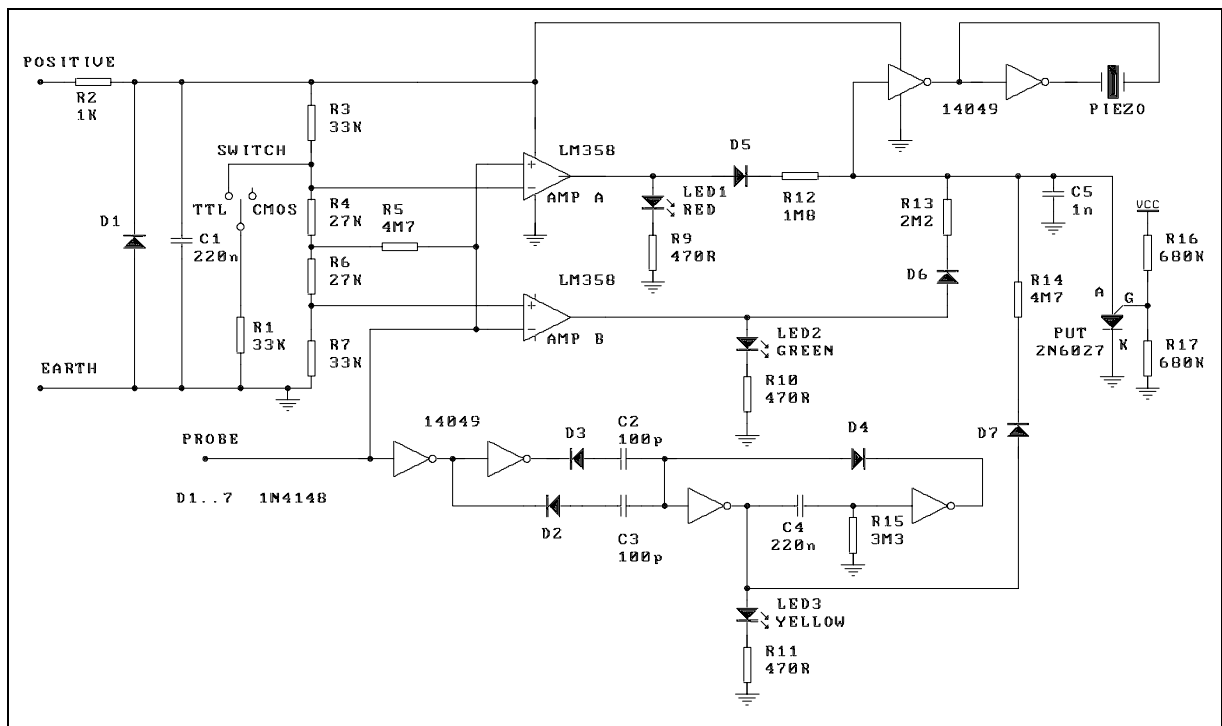 POSITIVE
R2
1K
R3
33K
SWITCH
TTL
CMOS
D1
C1
220n
R4
27K
R5
4M7
R6
27K
R1
33K
R7
33K
EARTH
LM358
+
-
AMP A
LM358
+
-
AMP B
LED1
RED
R9
470R
D5
R12
1M8
14049
PIEZO
R13
2M2
C5
1n
VCC
R16
680K
D6
R14
4M7
A
G
K
PUT
2N6027
R17
680K
LED2
GREEN
R10
470R
14049
PROBE
D3
C2
100p
D4
D7
D1..7 1N4148
D2
C3
100p
C4
220n
R15
3M3
LED3
YELLOW
R11
470R